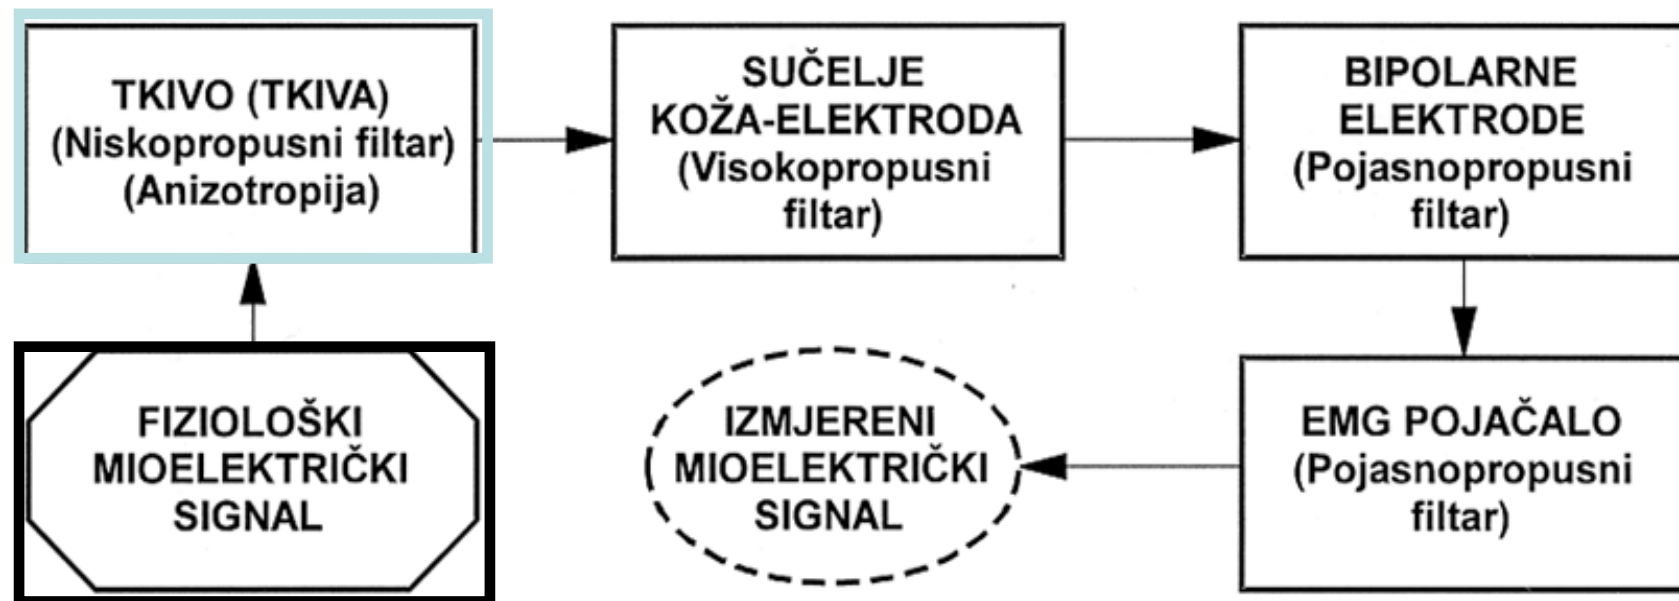 TKIVO (TKIVA)
(Niskopropusni filtar)
(Anizotropija)
SUČELJE
KOŽA-ELEKTRODA
(Visokopropusni
filtar)
BIPOLARNE
ELEKTRODE
(Pojasnopropusni
filtar)
FIZIOLOŠKI
MIOELEKTRIČKI
SIGNAL
IZMJERENI
MIOELEKTRIČKI
SIGNAL
EMG POJAČALO
(Pojasnopropusni
filtar)